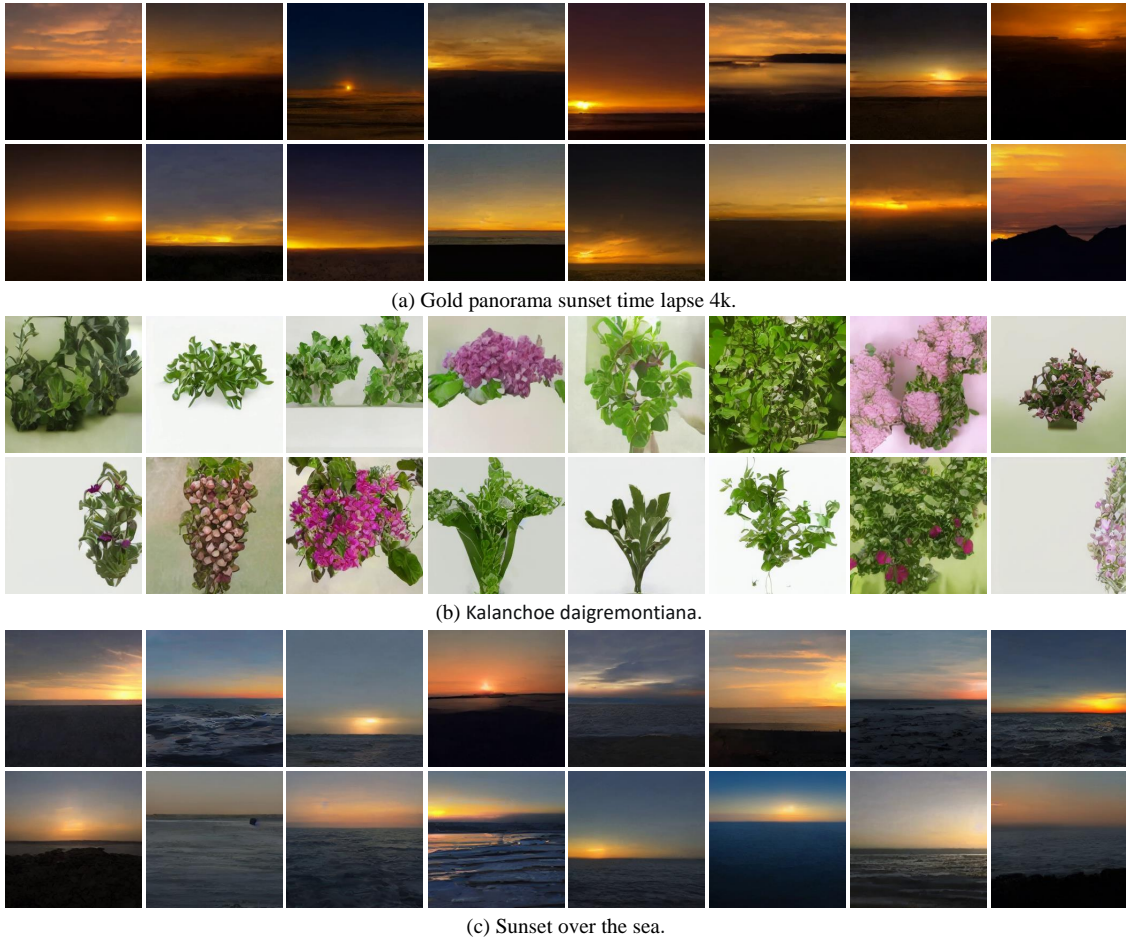 (a) Gold panorama sunset time lapse 4k.
(b) Kalanchoe daigremontiana.
(c) Sunset over the sea.